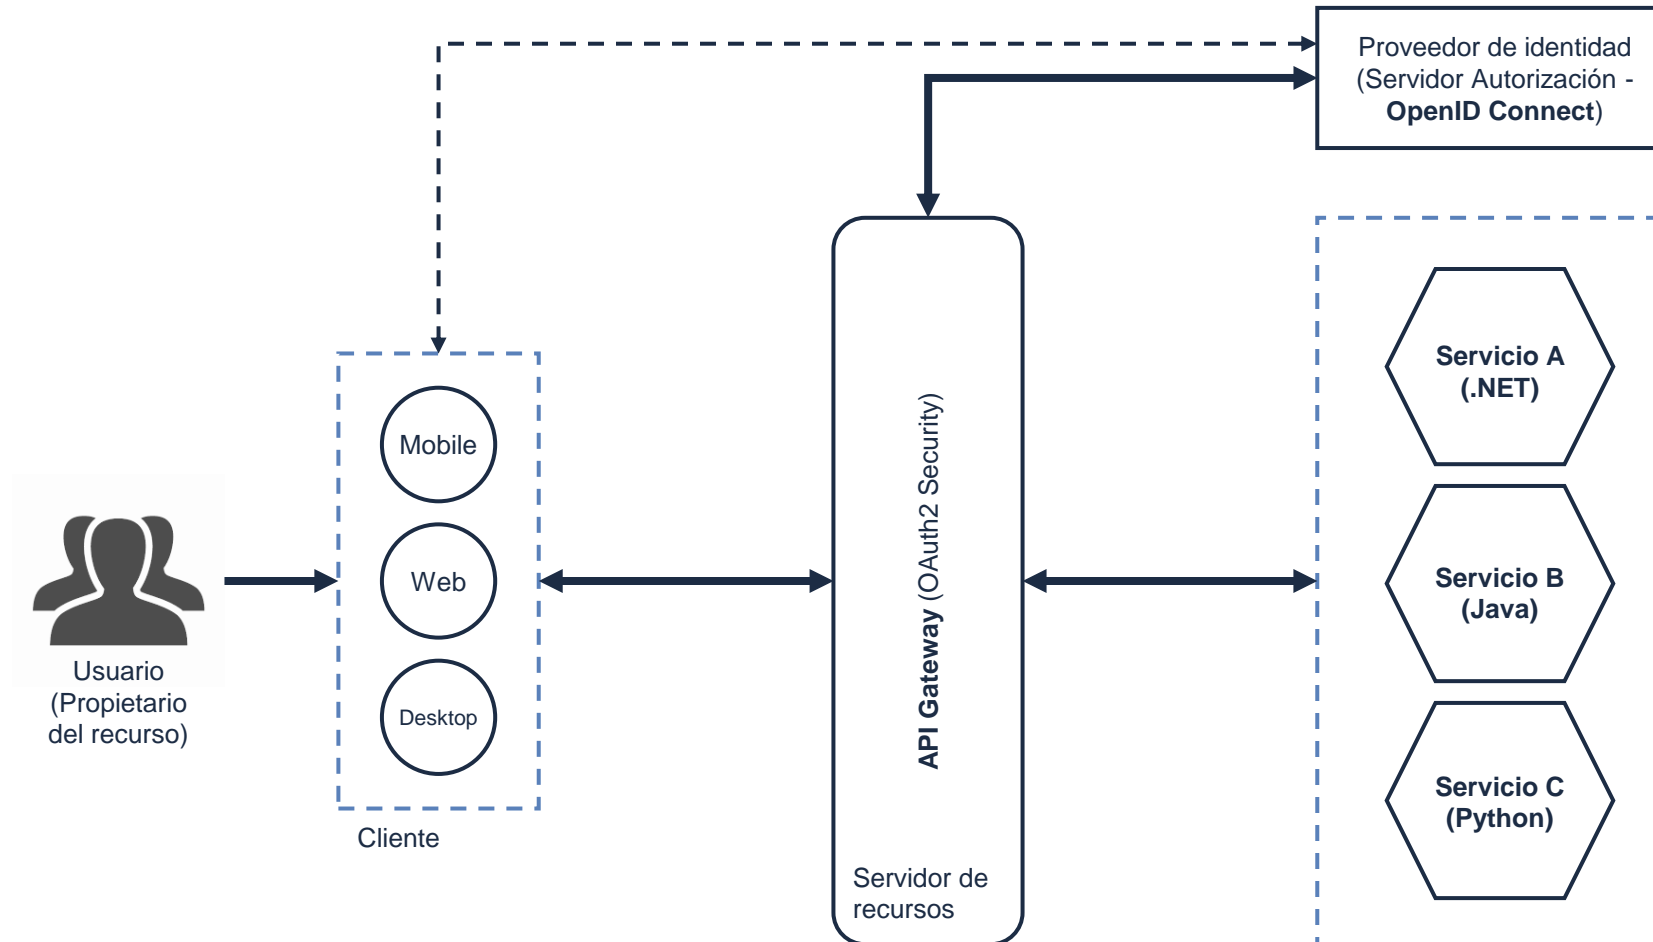 Proveedor de identidad
(Servidor Autorización -
OpenID Connect)
Usuario
(Propietario
del recurso)
Mobile
Web
Desktop
Cliente
API Gateway (OAuth2 Security)
Servidor de
recursos
Servicio A
(.NET)
Servicio B
(Java)
Servicio C
(Python)